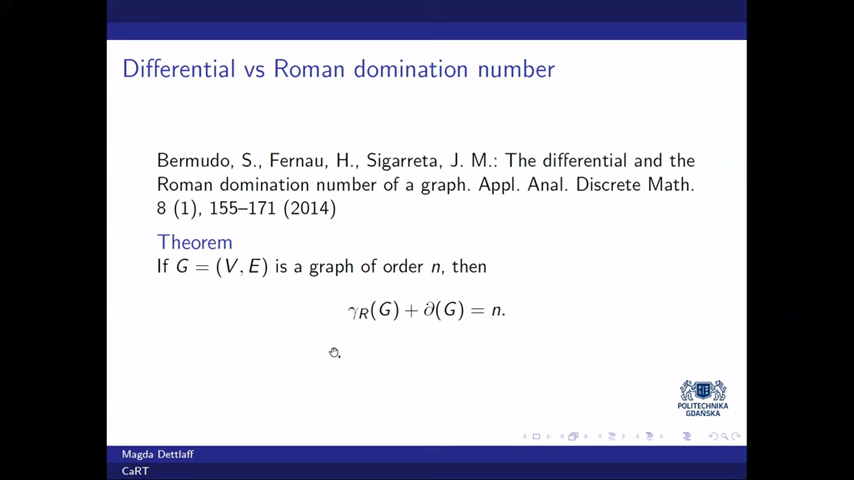 Differential vs Roman domination number
Bermudo, S., Fernau, H., Sigarreta, J. M.: The differential and the
Roman domination number of a graph. Appl. Anal. Discrete Math.
8 (1), 155–171 (2014)
Theorem
If G = (V, E) is a graph of order n, then
γR(G) + ∂(G) = n.
POLITECHNIKA
GDAŃSKA
Magda Dettlaff
CaRT